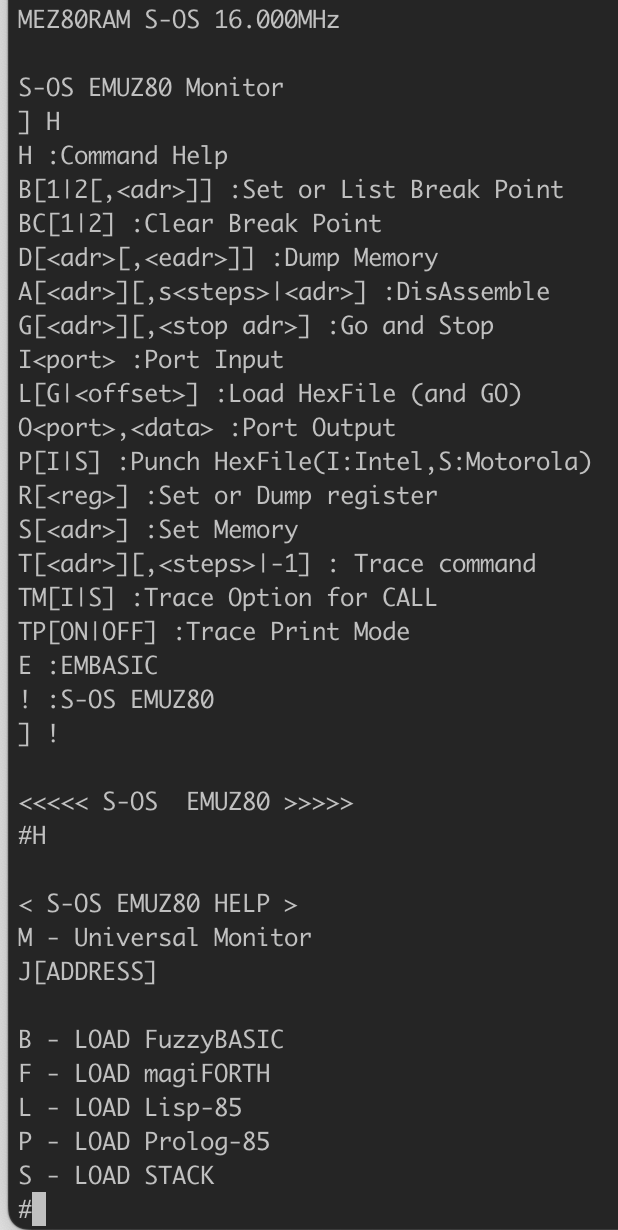 MEZ80RAM S-OS 16.000MHz
S-OS EMUZ80 Monitor
] H
H :Command Help
B[1|2[,<adr>]] :Set or List Break Point
BC[1|2] :Clear Break Point
D[<adr>[,<eadr>]] :Dump Memory
A[<adr>][,s<steps>|<adr>] :DisAssemble
G[<adr>][,<stop adr>] :Go and Stop
I<port> :Port Input
L[G|<offset>] :Load HexFile (and GO)
O<port>,<data> :Port Output
P[I|S] :Punch HexFile(I:Intel,S:Motorola)
R[<reg>] :Set or Dump register
S[<adr>] :Set Memory
T[<adr>][,<steps>|-1] : Trace command
TM[I|S] :Trace Option for CALL
TP[ON|OFF] :Trace Print Mode
E :EMBASIC
! :S-OS EMUZ80
] !
<<<<< S-OS  EMUZ80 >>>>>
#H
< S-OS EMUZ80 HELP >
M - Universal Monitor
J[ADDRESS]
B - LOAD FuzzyBASIC
F - LOAD magiFORTH
L - LOAD Lisp-85
P - LOAD Prolog-85
S - LOAD STACK
#